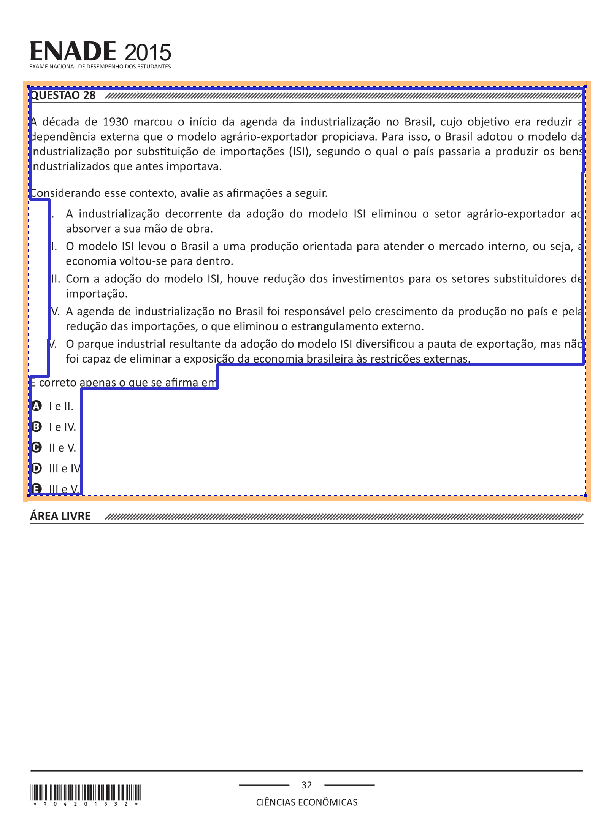 ENADE 2015
EXAME NACIONAL DE DESEMPENHO DOS ESTUDANTES
QUESTÃO 28
A década de 1930 marcou o início da agenda da industrialização no Brasil, cujo objetivo era reduzir a
dependência externa que o modelo agrário-exportador propiciava. Para isso, o Brasil adotou o modelo da
industrialização por substituição de importações (ISI), segundo o qual o país passaria a produzir os bens
industrializados que antes importava.
Considerando esse contexto, avalie as afirmações a seguir.
I. A industrialização decorrente da adoção do modelo ISI eliminou o setor agrário-exportador ao
absorver a sua mão de obra.
II. O modelo ISI levou o Brasil a uma produção orientada para atender o mercado interno, ou seja, a
economia voltou-se para dentro.
III. Com a adoção do modelo ISI, houve redução dos investimentos para os setores substituidores de
importação.
IV. A agenda de industrialização no Brasil foi responsável pelo crescimento da produção no país e pela
redução das importações, o que eliminou o estrangulamento externo.
V. O parque industrial resultante da adoção do modelo ISI diversificou a pauta de exportação, mas não
foi capaz de eliminar a exposição da economia brasileira às restrições externas.
É correto apenas o que se afirma em
A I e II.
B I e IV.
C II e V.
D III e IV.
E III e V.
ÁREA LIVRE
32
CIÊNCIAS ECONÔMICAS